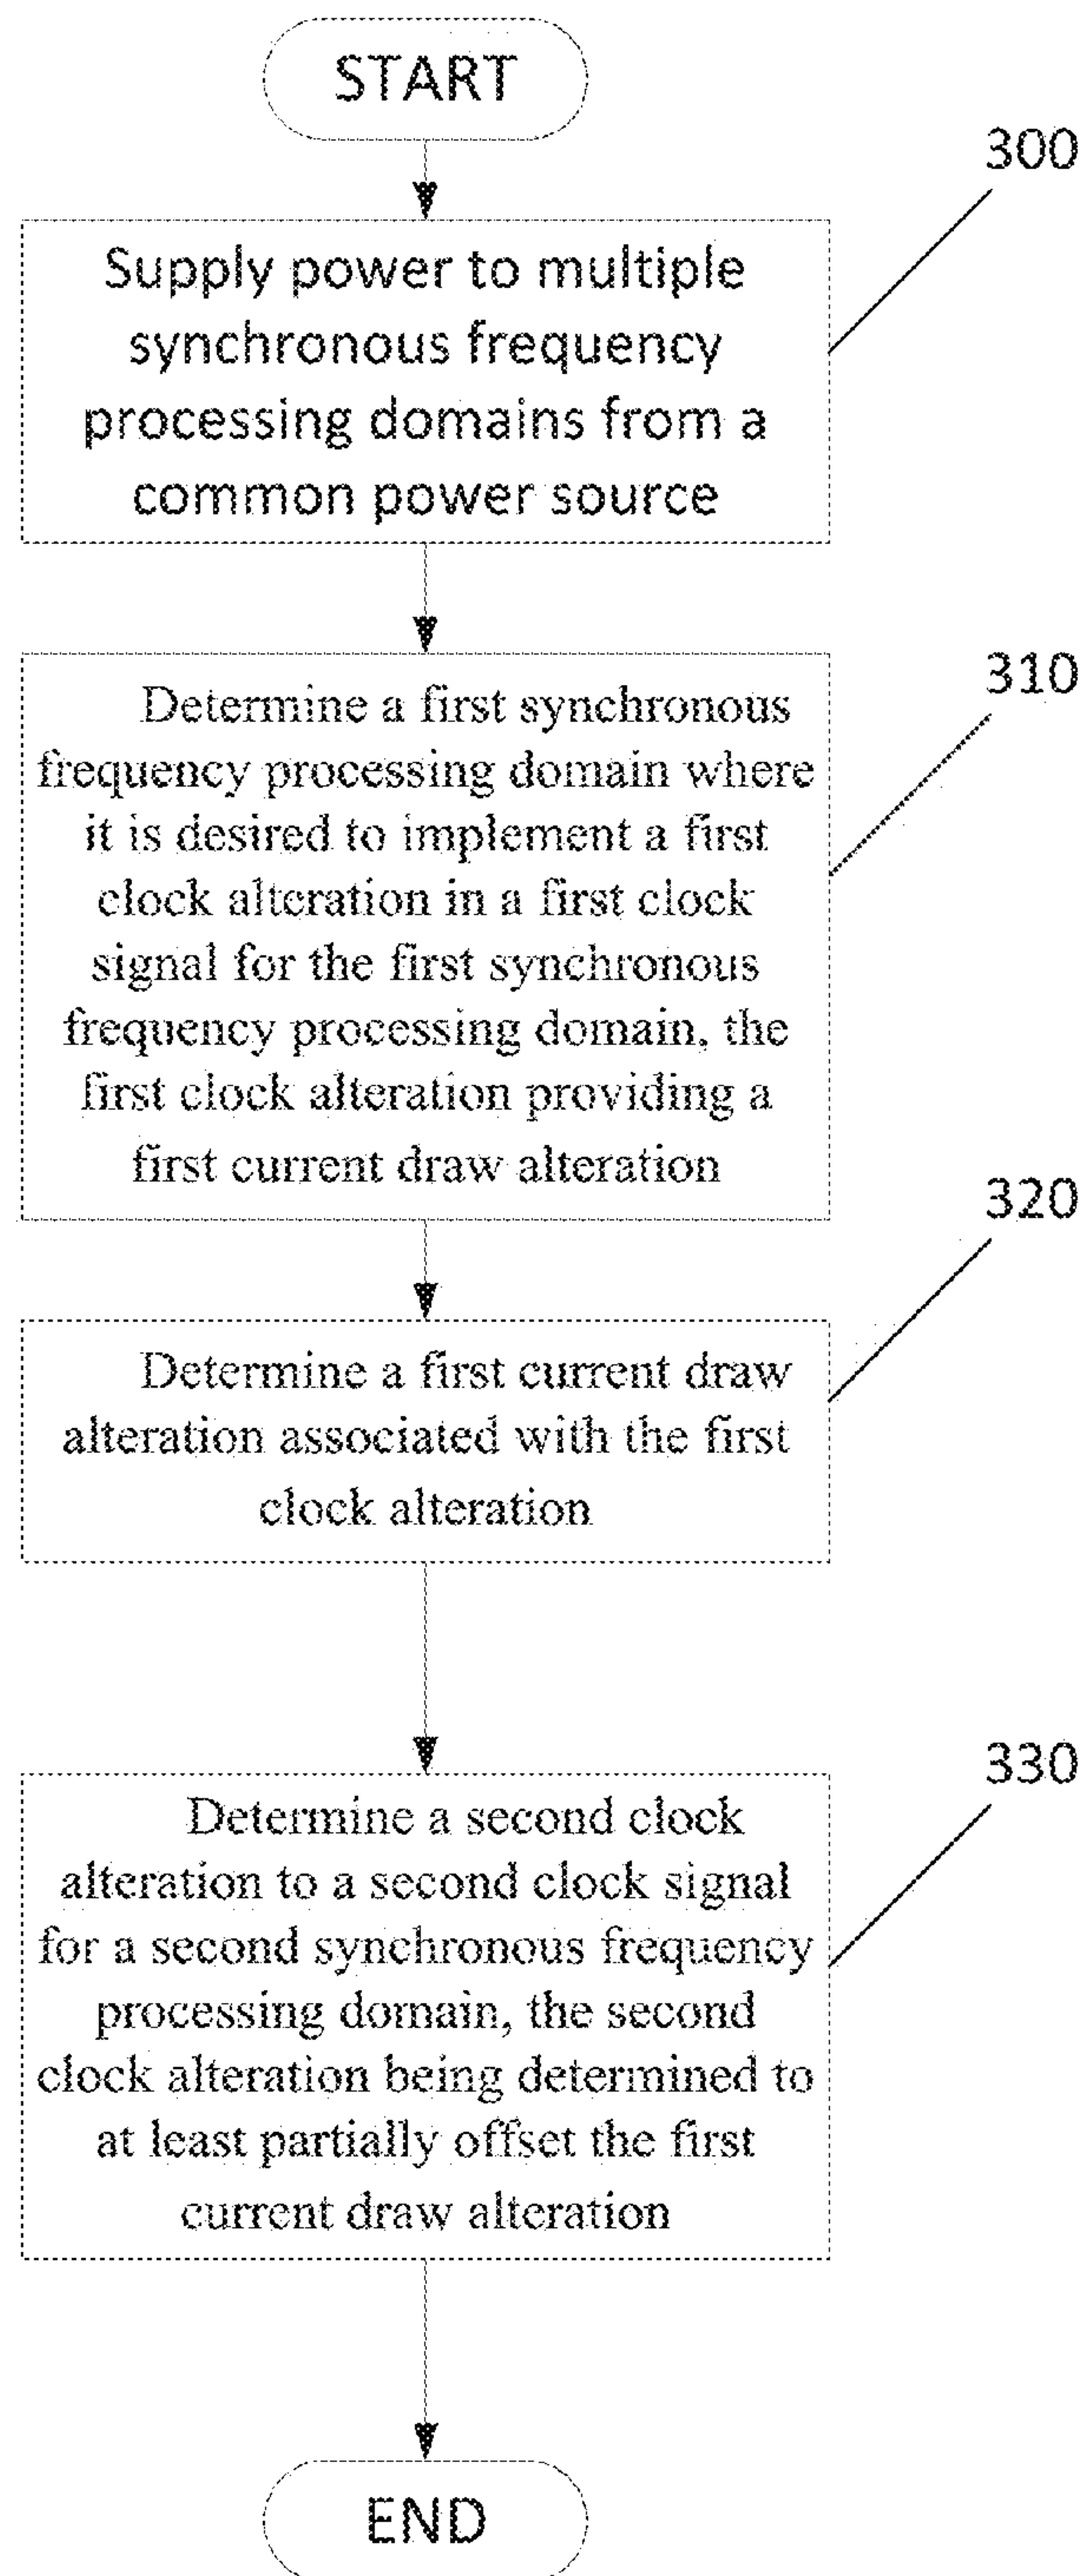 START
300
Supply power to multiple
synchronous frequency
processing domains from a
common power source
310
Determine a first synchronous
frequency processing domain where
it is desired to implement a first
clock alteration in a first clock
signal for the first synchronous
frequency processing domain, the
first clock alteration providing a
first current draw alteration
320
Determine a first current draw
alteration associated with the first
clock alteration
330
Determine a second clock
alteration to a second clock signal
for a second synchronous frequency
processing domain, the second
clock alteration being determined to
at least partially offset the first
current draw alteration
END